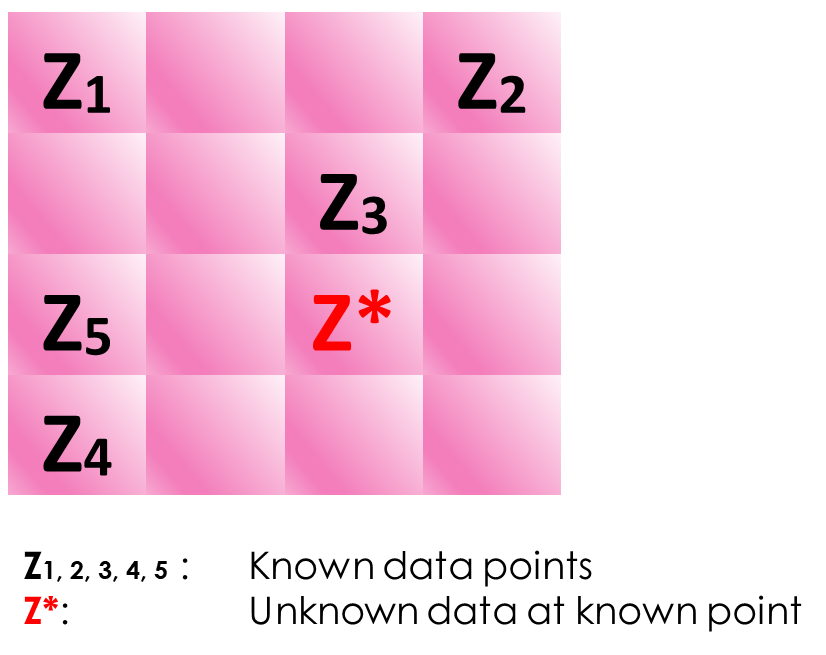 Z1 Z2
Z3
Z5 Z*
Z4
Z1, 2, 3, 4, 5 : Known data points
Z*: Unknown data at known point